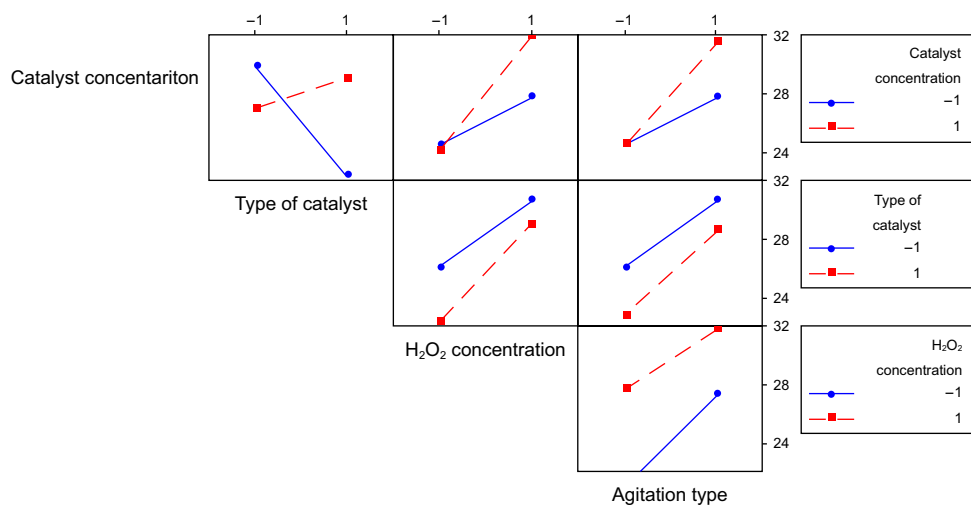 −1 1 −1 1 −1 1
Catalyst concentariton
32
28
24
Catalyst
concentration
−1
1
Type of catalyst
32
28
24
Type of
catalyst
−1
1
H₂O₂ concentration
32
28
24
H₂O₂
concentration
−1
1
Agitation type